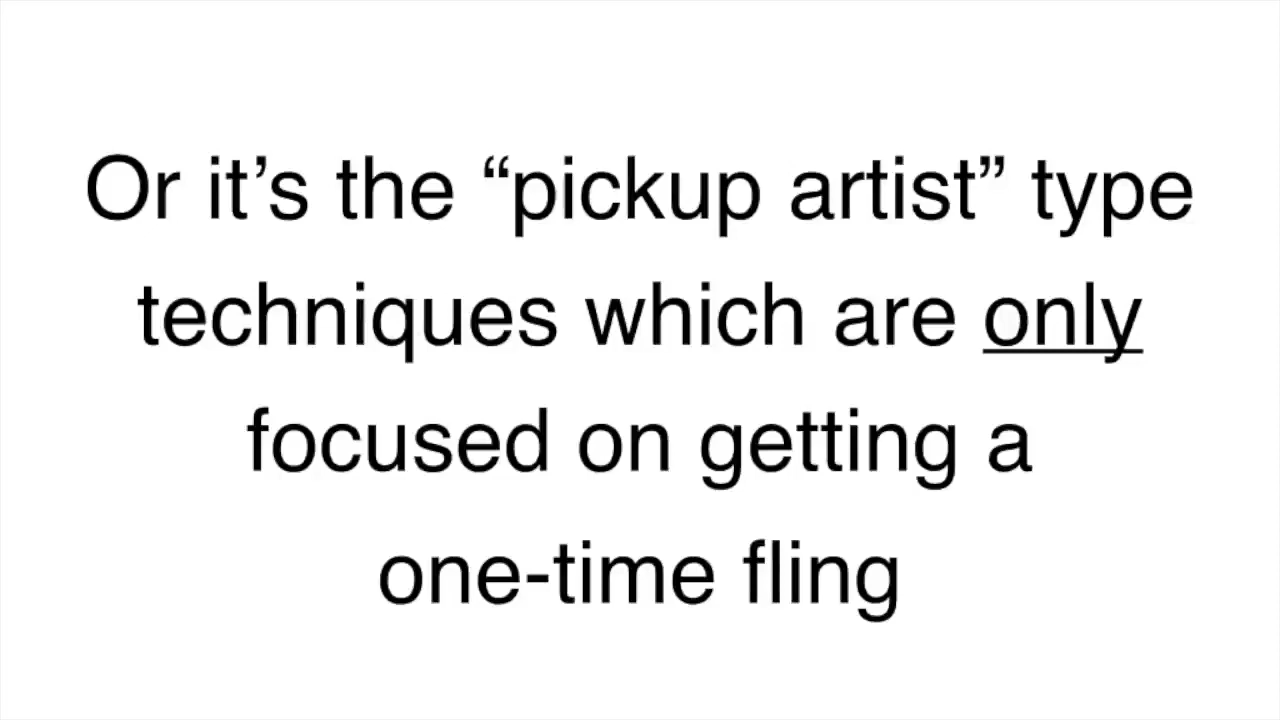 Or it’s the “pickup artist” type
techniques which are only
focused on getting a
one-time fling